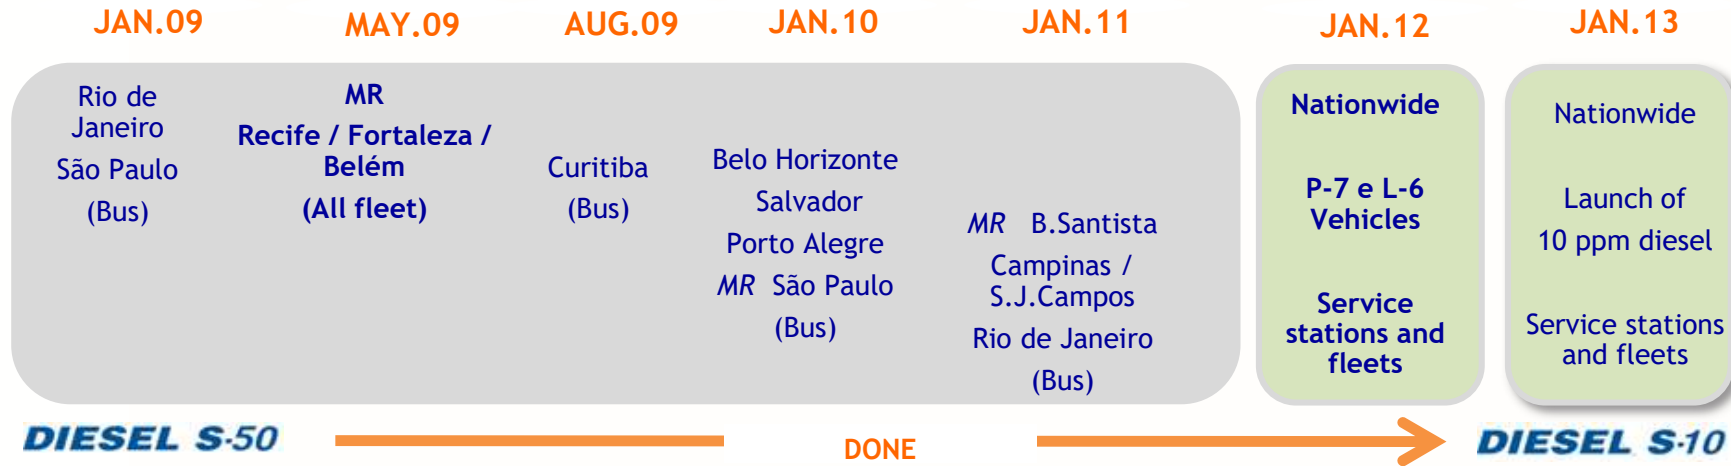 JAN.09
MAY.09
AUG.09
JAN.10
JAN.11
JAN.12
JAN.13
Rio de
Janeiro
São Paulo
(Bus)
MR
Recife / Fortaleza /
Belém
(All fleet)
Curitiba
(Bus)
Belo Horizonte
Salvador
Porto Alegre
MR São Paulo
(Bus)
MR B.Santista
Campinas /
S.J.Campos
Rio de Janeiro
(Bus)
Nationwide
P-7 e L-6
Vehicles
Service
stations and
fleets
Nationwide
Launch of
10 ppm diesel
Service stations
and fleets
DIESEL S-50
DONE
DIESEL S-10